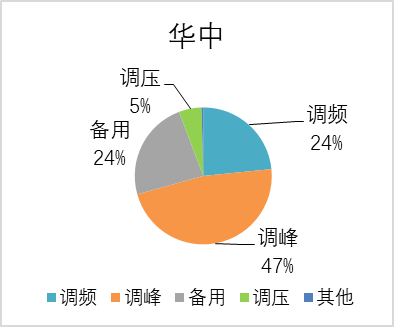 华中
调压
5%
调频
24%
备用
24%
调峰
47%
调频 调峰 备用 调压 其他